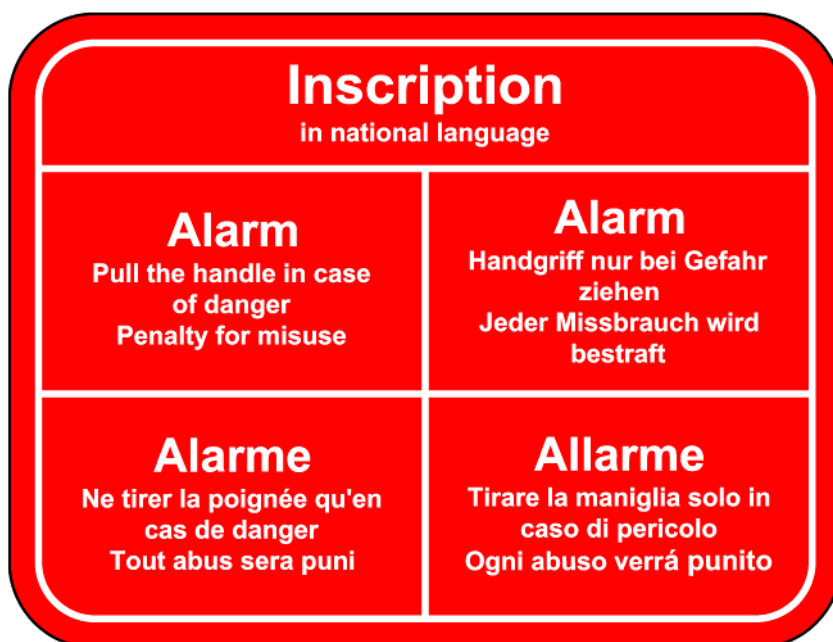 Inscription
in national language
Alarm
Pull the handle in case
of danger
Penalty for misuse
Alarm
Handgriff nur bei Gefahr
ziehen
Jeder Missbrauch wird
bestraft
Alarme
Ne tirer la poignée qu'en
cas de danger
Tout abus sera puni
Allarme
Tirare la maniglia solo in
caso di pericolo
Ogni abuso verrá punito